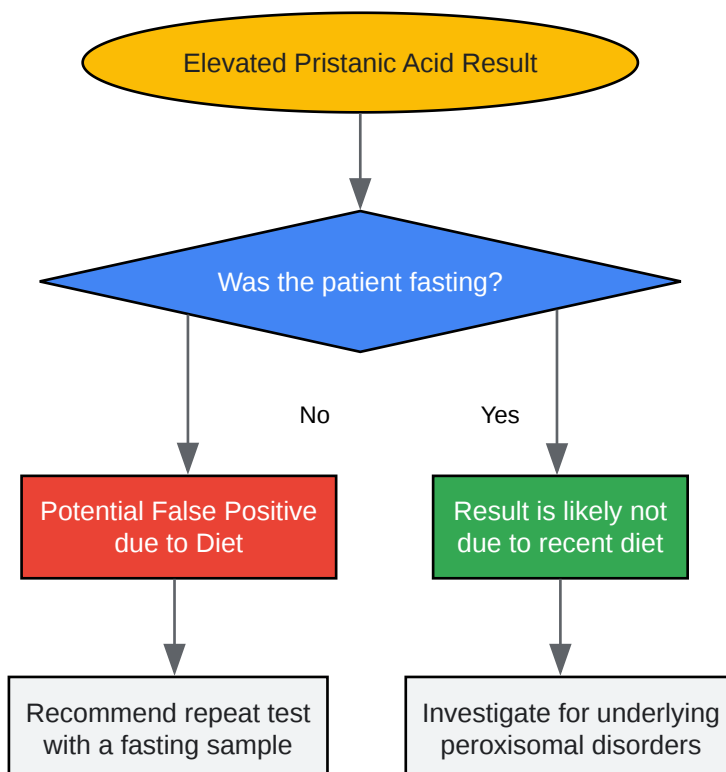 Elevated Pristanic Acid Result
Was the patient fasting?
No
Yes
Potential False Positive
due to Diet
Result is likely not
due to recent diet
Recommend repeat test
with a fasting sample
Investigate for underlying
peroxisomal disorders